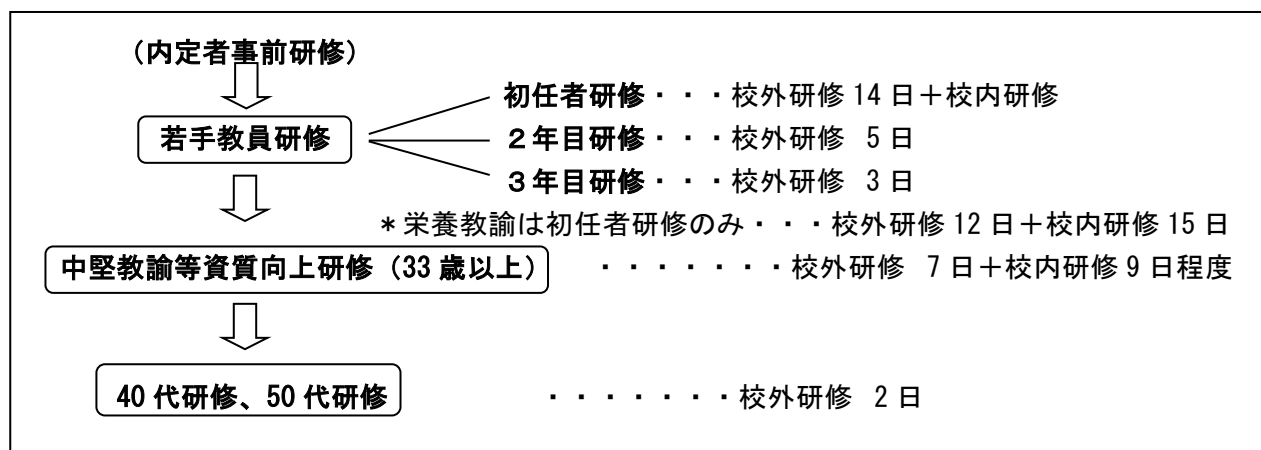 （内定者事前研修）
初任者研修・・・校外研修 14 日＋校内研修
若手教員研修
２年目研修・・・校外研修 5 日
３年目研修・・・校外研修 3 日
＊栄養教諭は初任者研修のみ・・・校外研修 12 日＋校内研修 15 日
中堅教諭等資質向上研修（33 歳以上） ・・・・・・・校外研修 7 日＋校内研修 9 日程度
40 代研修、50 代研修 ・・・・・・・校外研修 2 日